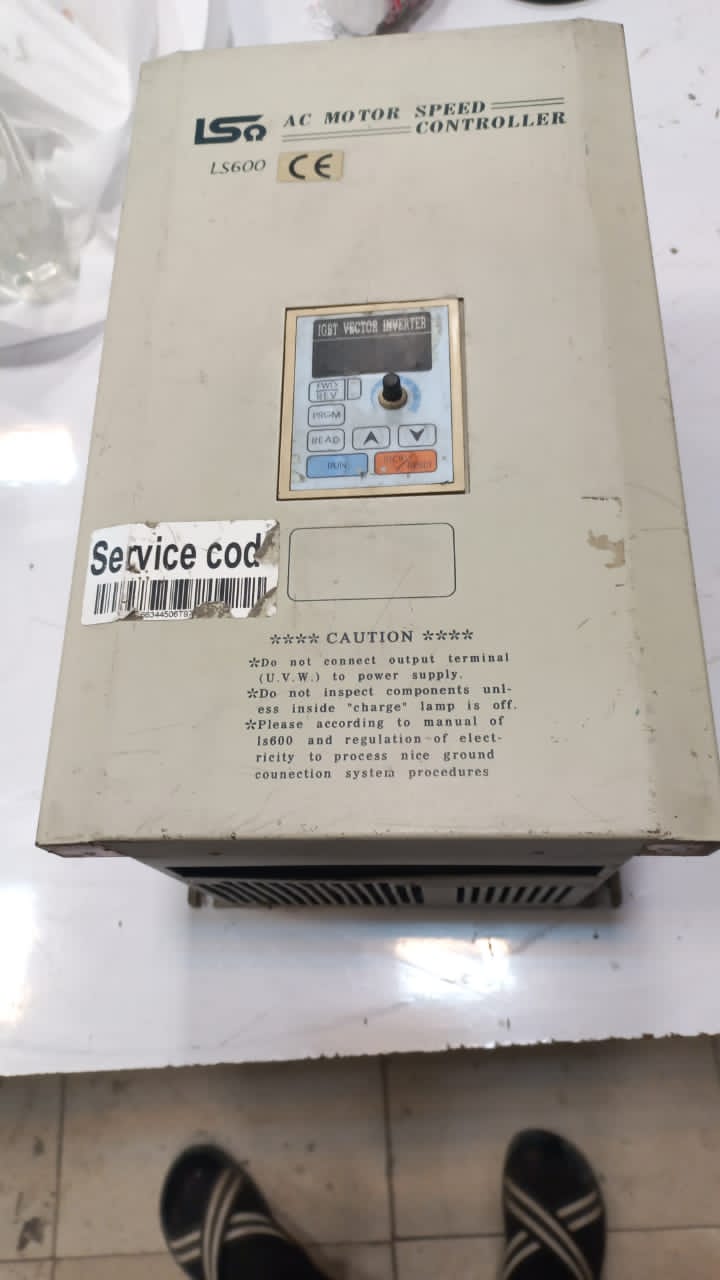 LS
AC MOTOR SPEED
CONTROLLER
LS600 CE
IGBT VECTOR INVERTER
FWD
REV
PRGM
READ
RUN
/RESET
Service cod
**** CAUTION ****
*Do not connect output terminal
(U.V.W.) to power supply.
*Do not inspect components unl-
ess inside "charge" lamp is off.
*Please according to manual of
ls600 and regulation of elect-
ricity to process nice ground
counection system procedures